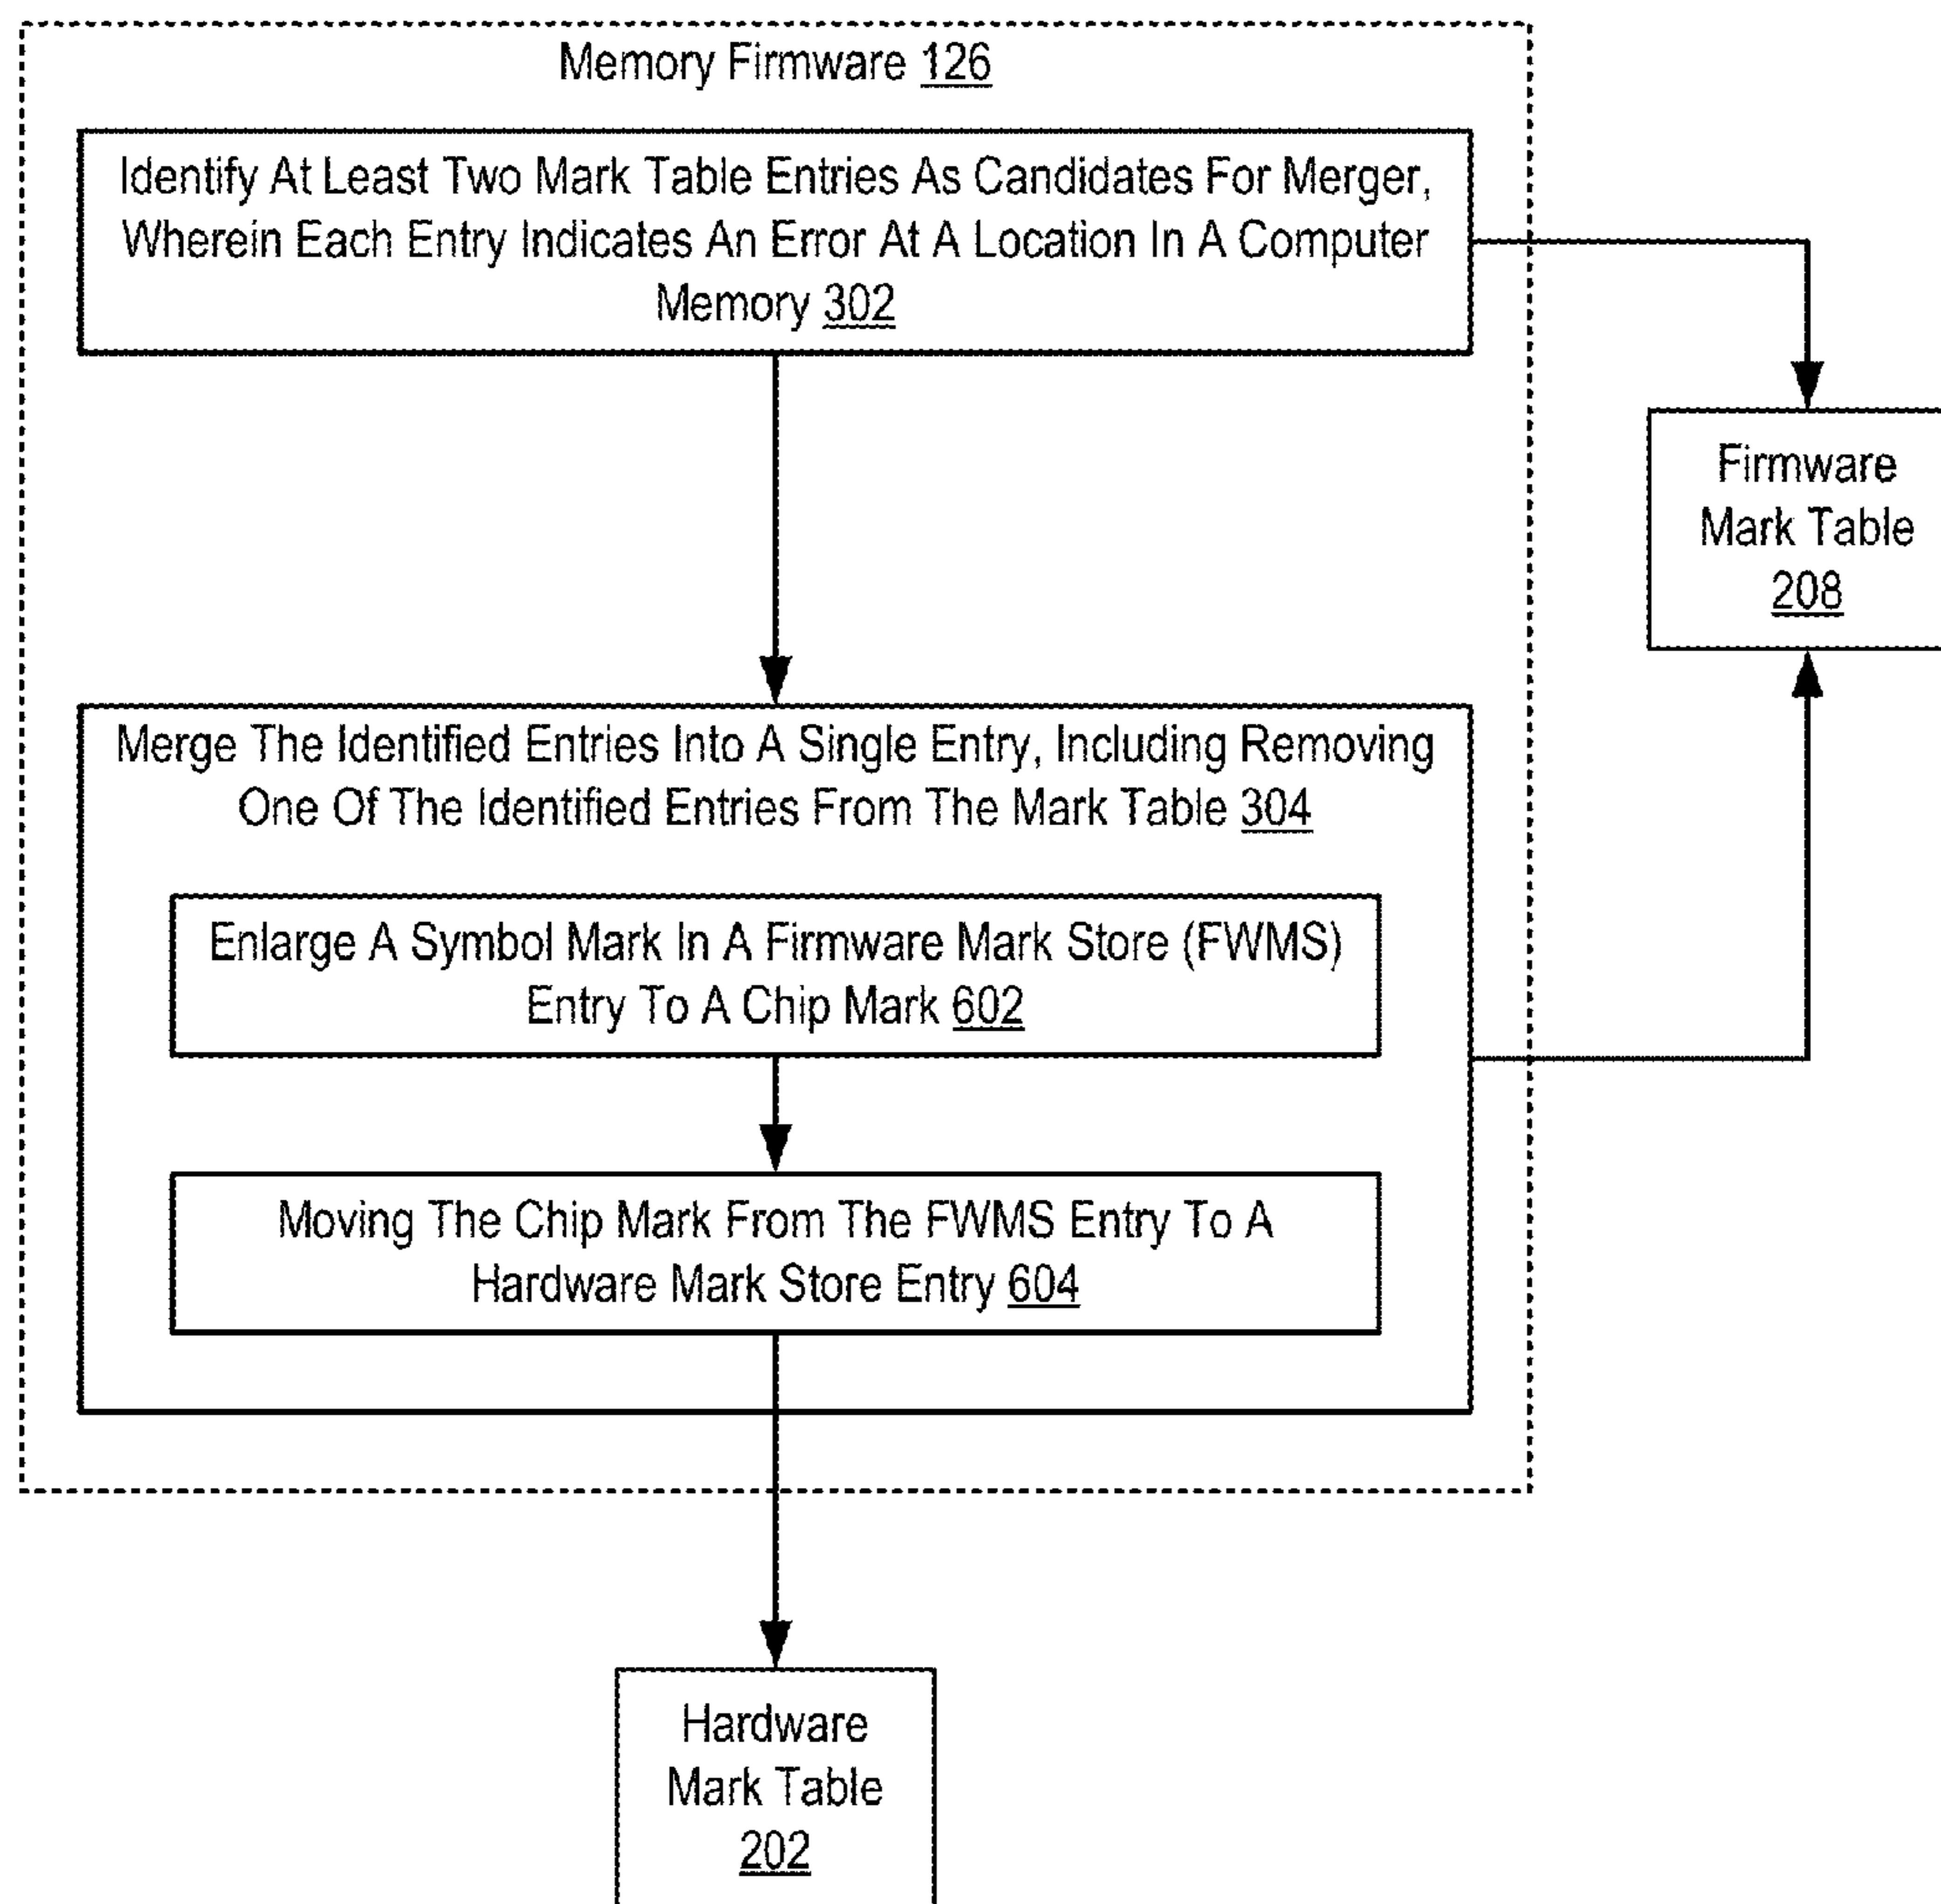 Memory Firmware 126
Identify At Least Two Mark Table Entries As Candidates For Merger,
Wherein Each Entry Indicates An Error At A Location In A Computer
Memory 302
Firmware
Mark Table
208
Merge The Identified Entries Into A Single Entry, Including Removing
One Of The Identified Entries From The Mark Table 304
Enlarge A Symbol Mark In A Firmware Mark Store (FWMS)
Entry To A Chip Mark 602
Moving The Chip Mark From The FWMS Entry To A
Hardware Mark Store Entry 604
Hardware
Mark Table
202